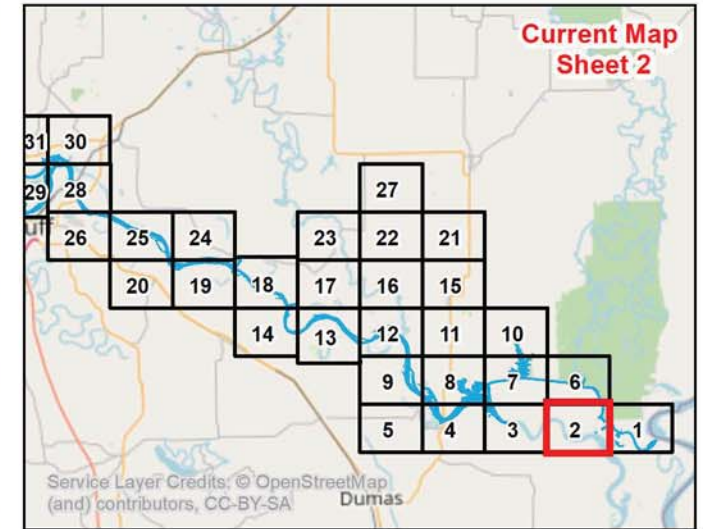 Current Map
Sheet 2
31 30
27
29 28
uff
26 25 24 23 22 21
20 19 18 17 16 15
14 13 12 11 10
9 8 7 6
5 4 3 2 1
Service Layer Credits: © OpenStreetMap
(and) contributors, CC-BY-SA
Dumas